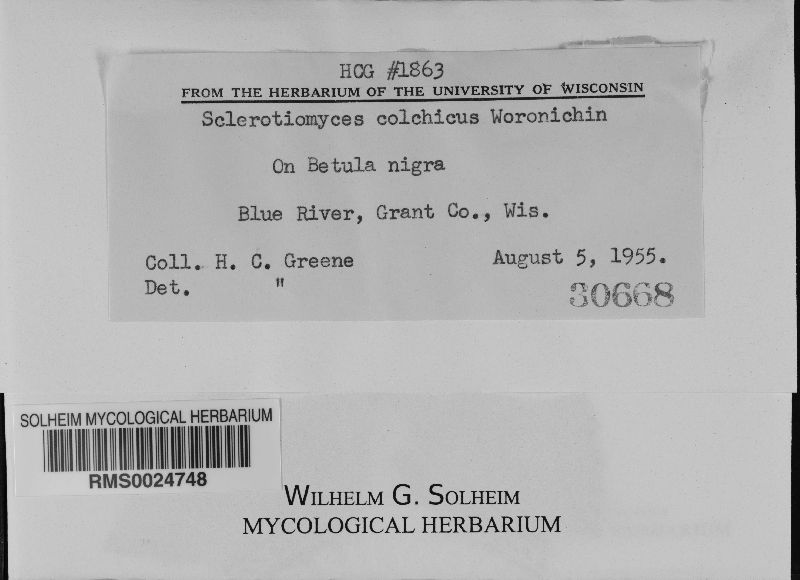 HCG #1863
FROM THE HERBARIUM OF THE UNIVERSITY OF WISCONSIN
Sclerotiomyces colchicus Woronichin
On Betula nigra
Blue River, Grant Co., Wis.
Coll. H. C. Greene August 5, 1955.
Det. "
30668
SOLHEIM MYCOLOGICAL HERBARIUM
RMS0024748
WILHELM G. SOLHEIM
MYCOLOGICAL HERBARIUM